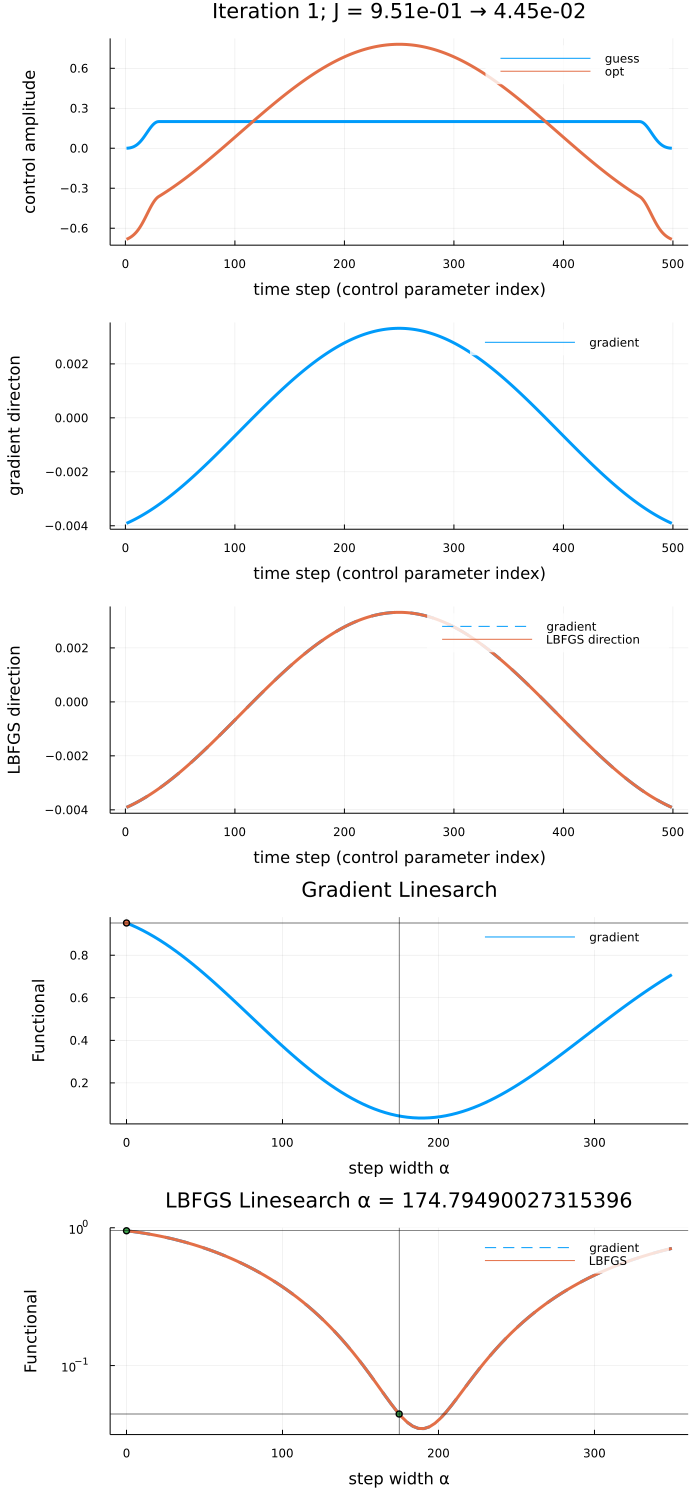 Iteration 1; J = 9.51e-01 → 4.45e-02
control amplitude
0.6
0.3
0.0
−0.3
−0.6
guess
opt
0 100 200 300 400 500
time step (control parameter index)
gradient directon
0.002
0.000
−0.002
−0.004
gradient
0 100 200 300 400 500
time step (control parameter index)
LBFGS direction
0.002
0.000
−0.002
−0.004
gradient
LBFGS direction
0 100 200 300 400 500
time step (control parameter index)
Gradient Linesarch
Functional
0.8
0.6
0.4
0.2
gradient
0 100 200 300
step width α
LBFGS Linesearch α = 174.79490027315396
Functional
10⁰
10⁻¹
gradient
LBFGS
0 100 200 300
step width α